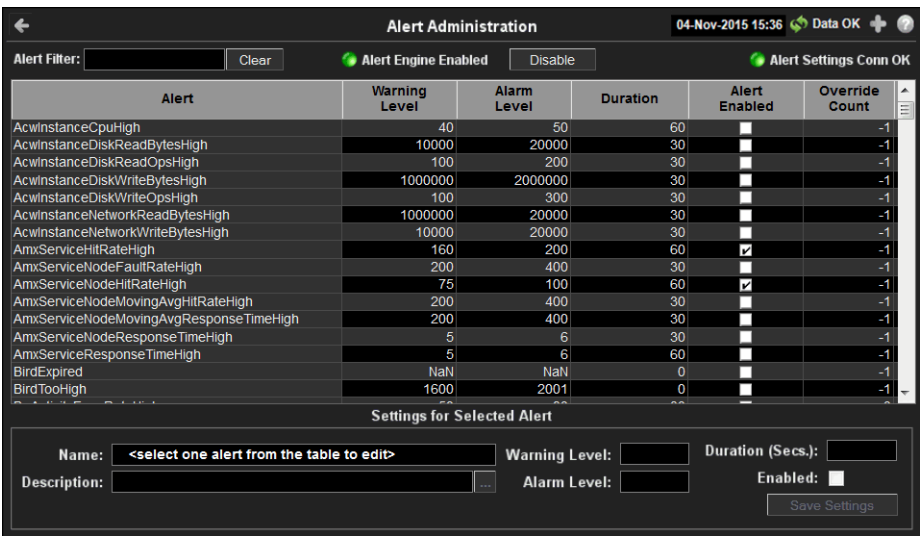 Alert Administration 04-Nov-2015 15:36 Data OK
Alert Filter: Clear Alert Engine Enabled Disable Alert Settings Conn OK
Alert Warning Level Alarm Level Duration Alert Enabled Override Count
AcwInstanceCpuHigh 40 50 60 -1
AcwInstanceDiskReadBytesHigh 10000 20000 30 -1
AcwInstanceDiskReadOpsHigh 100 200 30 -1
AcwInstanceDiskWriteBytesHigh 1000000 2000000 30 -1
AcwInstanceDiskWriteOpsHigh 100 300 30 -1
AcwInstanceNetworkReadBytesHigh 1000000 20000 30 -1
AcwInstanceNetworkWriteBytesHigh 10000 20000 30 -1
AmxServiceHitRateHigh 160 200 60 -1
AmxServiceNodeFaultRateHigh 200 400 30 -1
AmxServiceNodeHitRateHigh 75 100 60 -1
AmxServiceNodeMovingAvgHitRateHigh 200 400 30 -1
AmxServiceNodeMovingAvgResponseTimeHigh 200 400 30 -1
AmxServiceNodeResponseTimeHigh 5 6 30 -1
AmxServiceResponseTimeHigh 5 6 60 -1
BirdExpired NaN NaN 0 -1
BirdTooHigh 1600 2001 0 -1
Settings for Selected Alert
Name: <select one alert from the table to edit> Warning Level: Duration (Secs.):
Description: ... Alarm Level: Enabled:
Save Settings